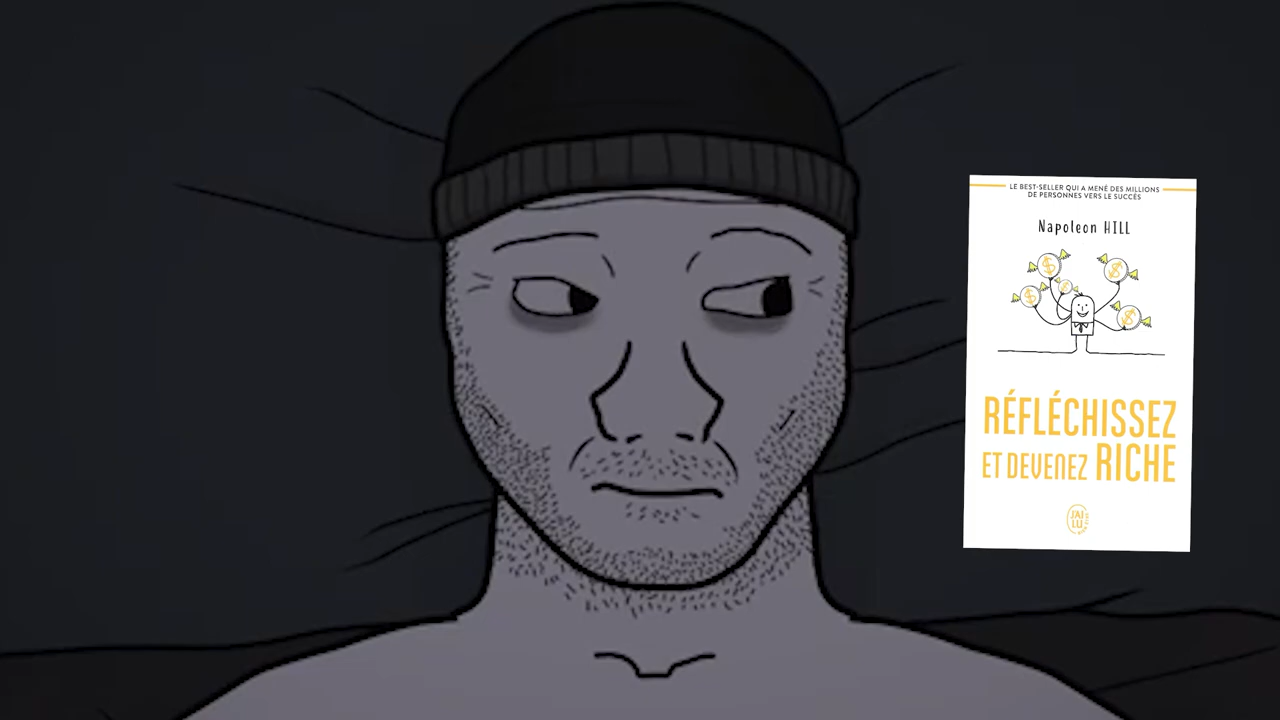 LE BEST-SELLER QUI A MENÉ DES MILLIONS
DE PERSONNES VERS LE SUCCÈS
Napoleon HILL
RÉFLÉCHISSEZ
ET DEVENEZ RICHE
J'AI
LU